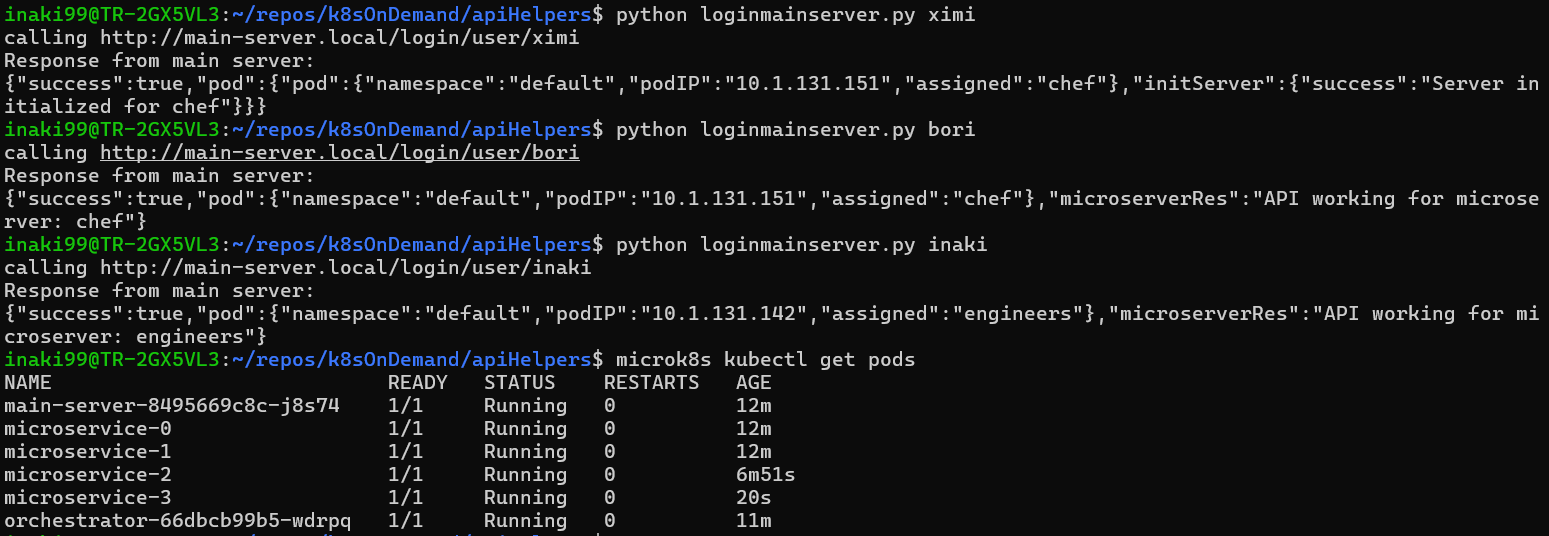 inaki99@TR-2GX5VL3:~/repos/k8sOnDemand/apiHelpers$ python loginmainserver.py ximi
calling http://main-server.local/login/user/ximi
Response from main server:
{"success":true,"pod":{"pod":{"namespace":"default","podIP":"10.1.131.151","assigned":"chef"},"initServer":{"success":"Server in
itialized for chef"}}}
inaki99@TR-2GX5VL3:~/repos/k8sOnDemand/apiHelpers$ python loginmainserver.py bori
calling http://main-server.local/login/user/bori
Response from main server:
{"success":true,"pod":{"namespace":"default","podIP":"10.1.131.151","assigned":"chef"},"microserverRes":"API working for microse
rver: chef"}
inaki99@TR-2GX5VL3:~/repos/k8sOnDemand/apiHelpers$ python loginmainserver.py inaki
calling http://main-server.local/login/user/inaki
Response from main server:
{"success":true,"pod":{"namespace":"default","podIP":"10.1.131.142","assigned":"engineers"},"microserverRes":"API working for mi
croserver: engineers"}
inaki99@TR-2GX5VL3:~/repos/k8sOnDemand/apiHelpers$ microk8s kubectl get pods
NAME READY STATUS RESTARTS AGE
main-server-8495669c8c-j8s74 1/1 Running 0 12m
microservice-0 1/1 Running 0 12m
microservice-1 1/1 Running 0 12m
microservice-2 1/1 Running 0 6m51s
microservice-3 1/1 Running 0 20s
orchestrator-66dbcb99b5-wdrpq 1/1 Running 0 11m